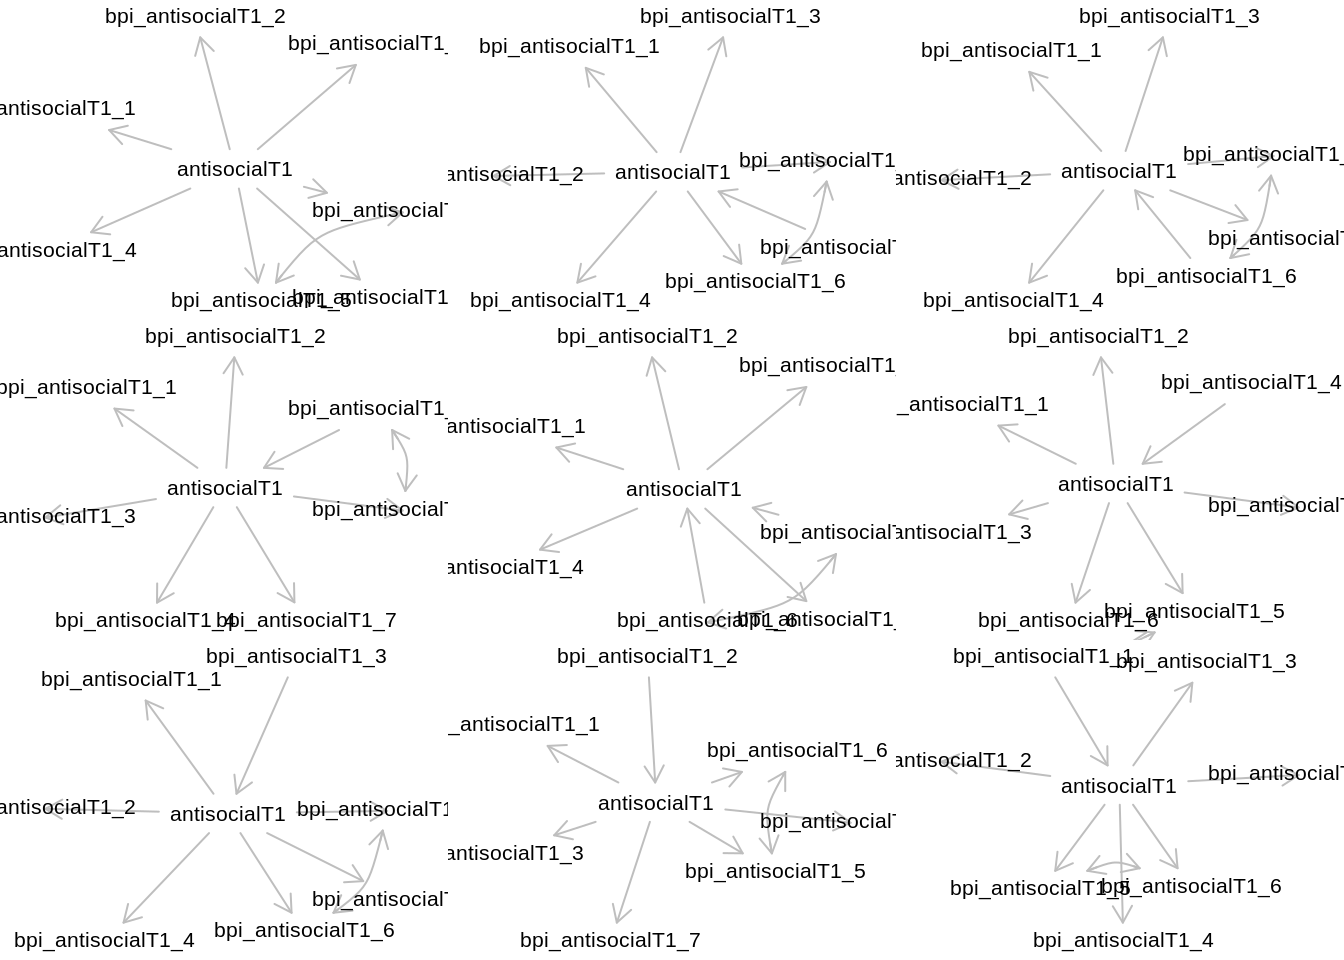 bpi_antisocialT1_2
bpi_antisocialT1_
antisocialT1_1
antisocialT1
bpi_antisocialT
antisocialT1_4
bpi_antisocialT1_5
bpi_antisocialT1
bpi_antisocialT1_3
bpi_antisocialT1_1
bpi_antisocialT1
antisocialT1_2
antisocialT1
bpi_antisocialT
bpi_antisocialT1_6
bpi_antisocialT1_4
bpi_antisocialT1_3
bpi_antisocialT1_1
bpi_antisocialT1_
antisocialT1_2
antisocialT1
bpi_antisocialT
bpi_antisocialT1_6
bpi_antisocialT1_4
bpi_antisocialT1_2
bpi_antisocialT1_1
bpi_antisocialT1_
antisocialT1
antisocialT1_3
bpi_antisocialT
bpi_antisocialT1_4
bpi_antisocialT1_7
bpi_antisocialT1_2
bpi_antisocialT1
antisocialT1_1
antisocialT1
bpi_antisocialT
antisocialT1_4
bpi_antisocialT1_6
bpi_antisocialT1_
bpi_antisocialT1_2
bpi_antisocialT1_4
_antisocialT1_1
antisocialT1
bpi_antisocialT
antisocialT1_3
bpi_antisocialT1_5
bpi_antisocialT1_6
bpi_antisocialT1_3
bpi_antisocialT1_1
antisocialT1_2
antisocialT1
bpi_antisocialT1
bpi_antisocialT
bpi_antisocialT1_6
bpi_antisocialT1_4
bpi_antisocialT1_2
_antisocialT1_1
bpi_antisocialT1_6
antisocialT1
bpi_antisocialT
antisocialT1_3
bpi_antisocialT1_5
bpi_antisocialT1_7
bpi_antisocialT1_1
bpi_antisocialT1_3
antisocialT1_2
bpi_antisocialT
antisocialT1
bpi_antisocialT1_5
bpi_antisocialT1_6
bpi_antisocialT1_4